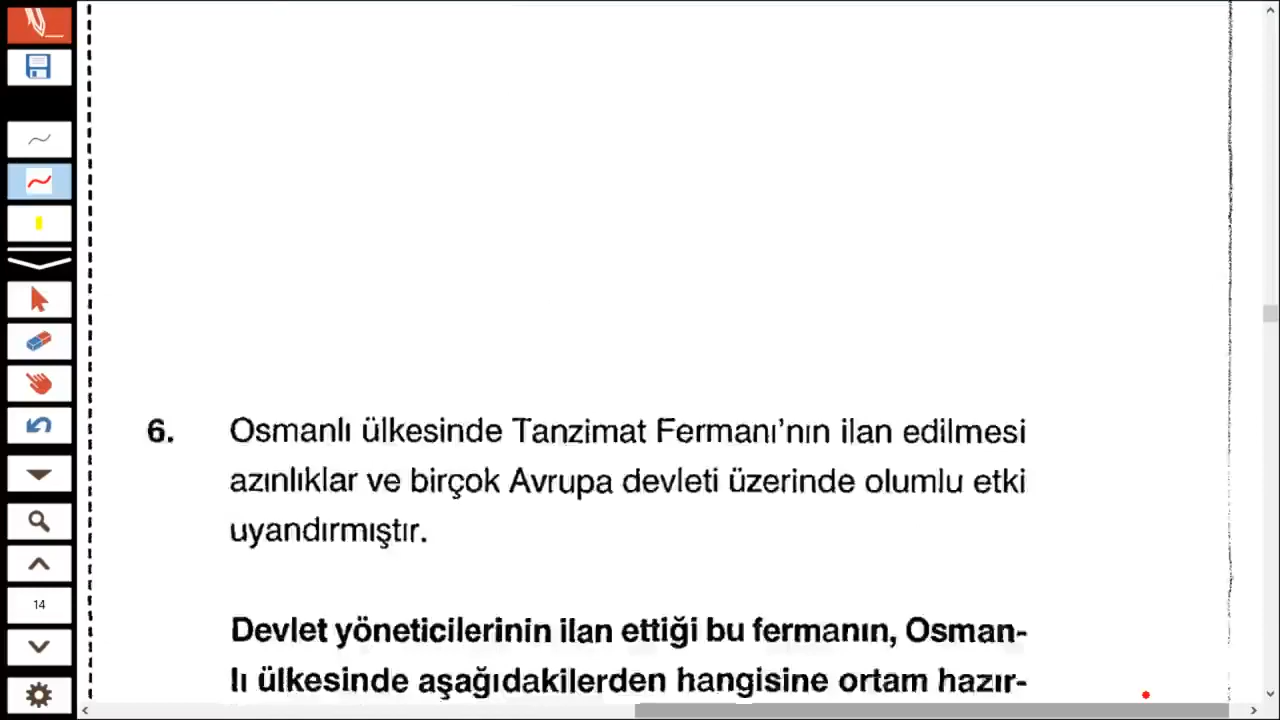 6. Osmanlı ülkesinde Tanzimat Fermanı'nın ilan edilmesi
azınlıklar ve birçok Avrupa devleti üzerinde olumlu etki
uyandırmıştır.
Devlet yöneticilerinin ilan ettiği bu fermanın, Osman-
lı ülkesinde aşağıdakilerden hangisine ortam hazır-
14